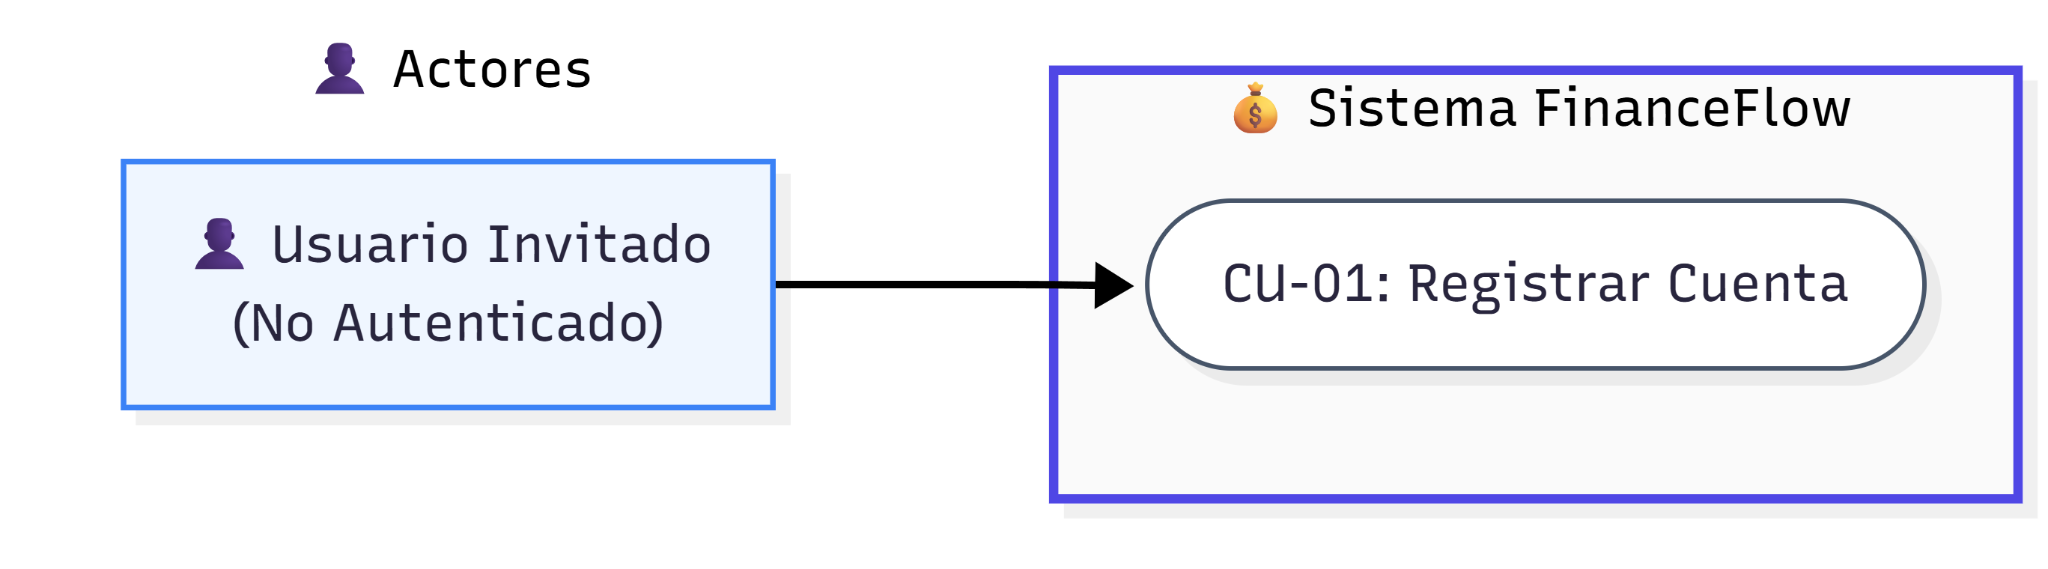 Actores
Usuario Invitado
(No Autenticado)
Sistema FinanceFlow
CU-01: Registrar Cuenta